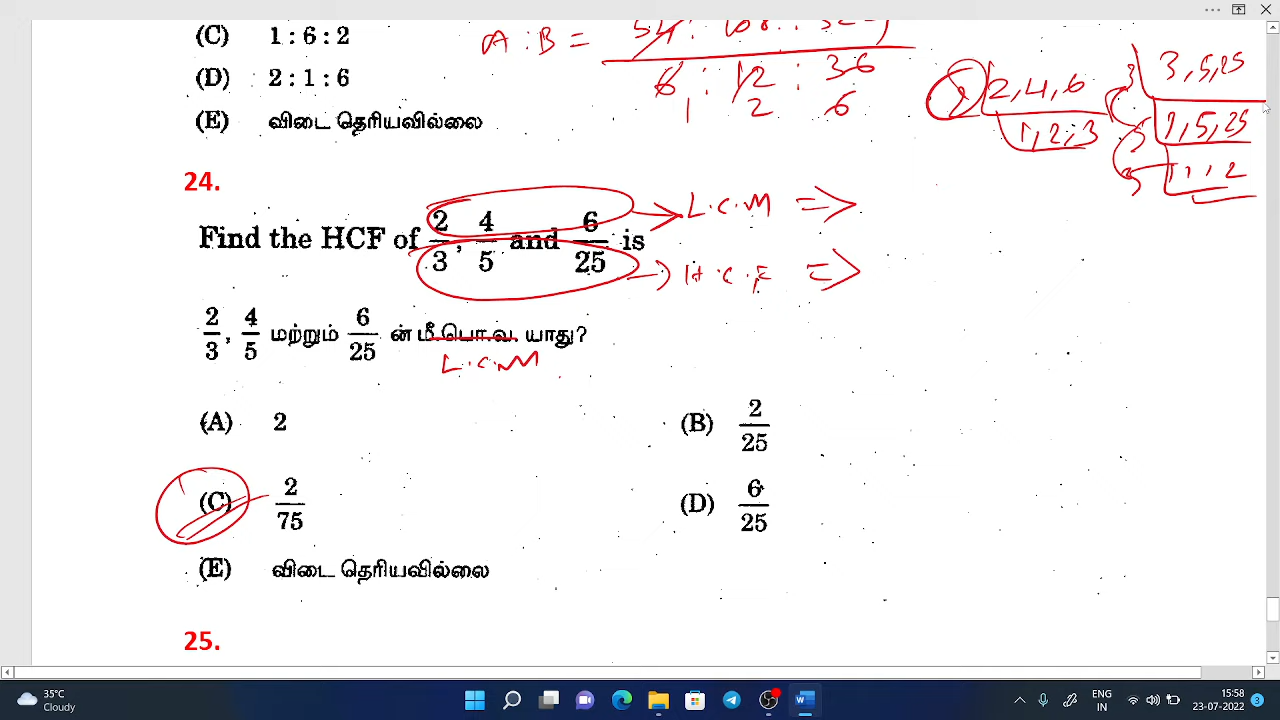 (C) 1 : 6 : 2
A : B =
(D) 2 : 1 : 6
6 : 12 : 36
1 2 6
(E) விடை தெரியவில்லை
2 2, 4, 6
1, 2, 3
3 3, 5, 25
5 1, 5, 25
24.
Find the HCF of 2/3, 4/5 and 6/25 is
L.C.M =>
H.C.F =>
2/3, 4/5 மற்றும் 6/25 ன் மீ.பொ.வ. யாது?
L.C.M
(A) 2
(B) 2/25
(C) 2/75
(D) 6/25
(E) விடை தெரியவில்லை
25.
35°C
Cloudy
ENG
IN
15:58
23-07-2022
3